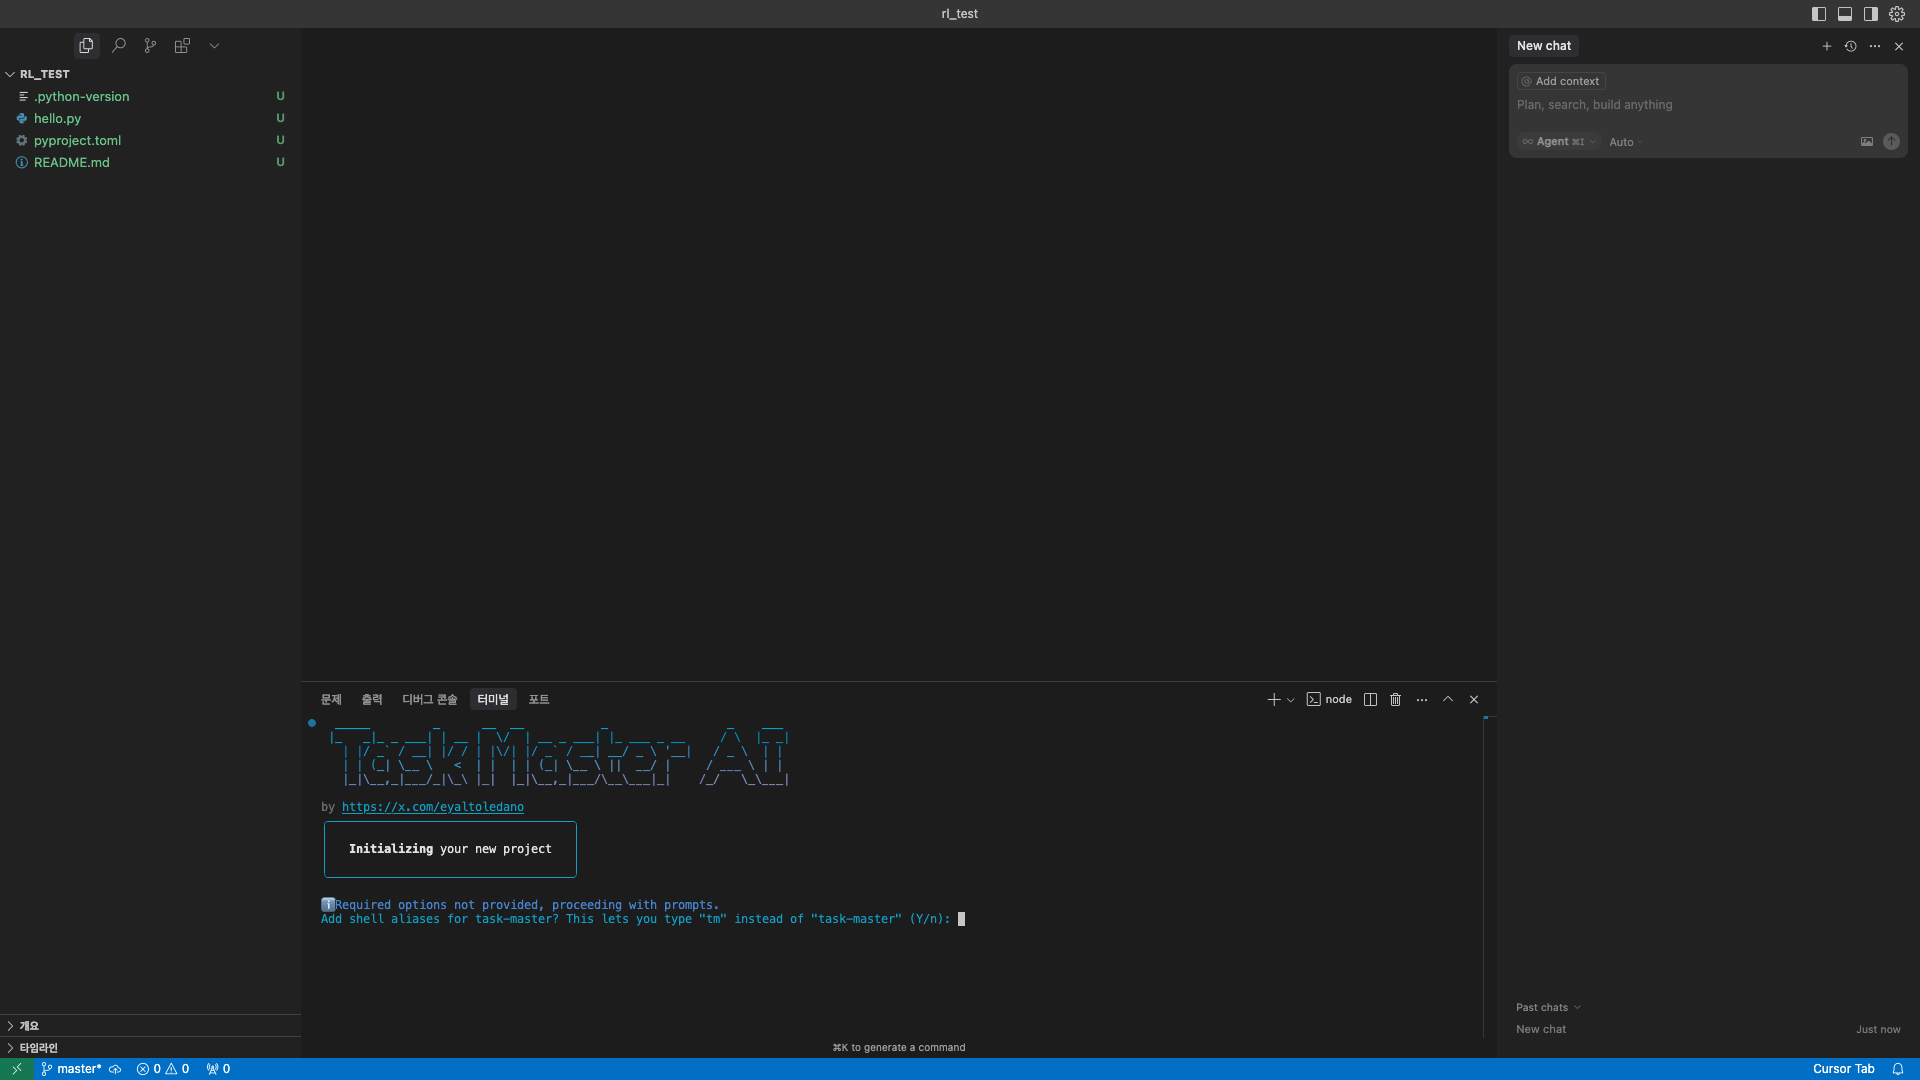 rl_test
RL_TEST
.python-version U
hello.py U
pyproject.toml U
README.md U
개요
타임라인
문제 출력 디버그 콘솔 터미널 포트
node
Task Master AI
by https://x.com/eyaltoledano
Initializing your new project
Required options not provided, proceeding with prompts.
Add shell aliases for task-master? This lets you type "tm" instead of "task-master" (Y/n):
⌘K to generate a command
New chat
@ Add context
Plan, search, build anything
∞ Agent ⌘I Auto
Past chats
New chat Just now
master* 0 0 0
Cursor Tab